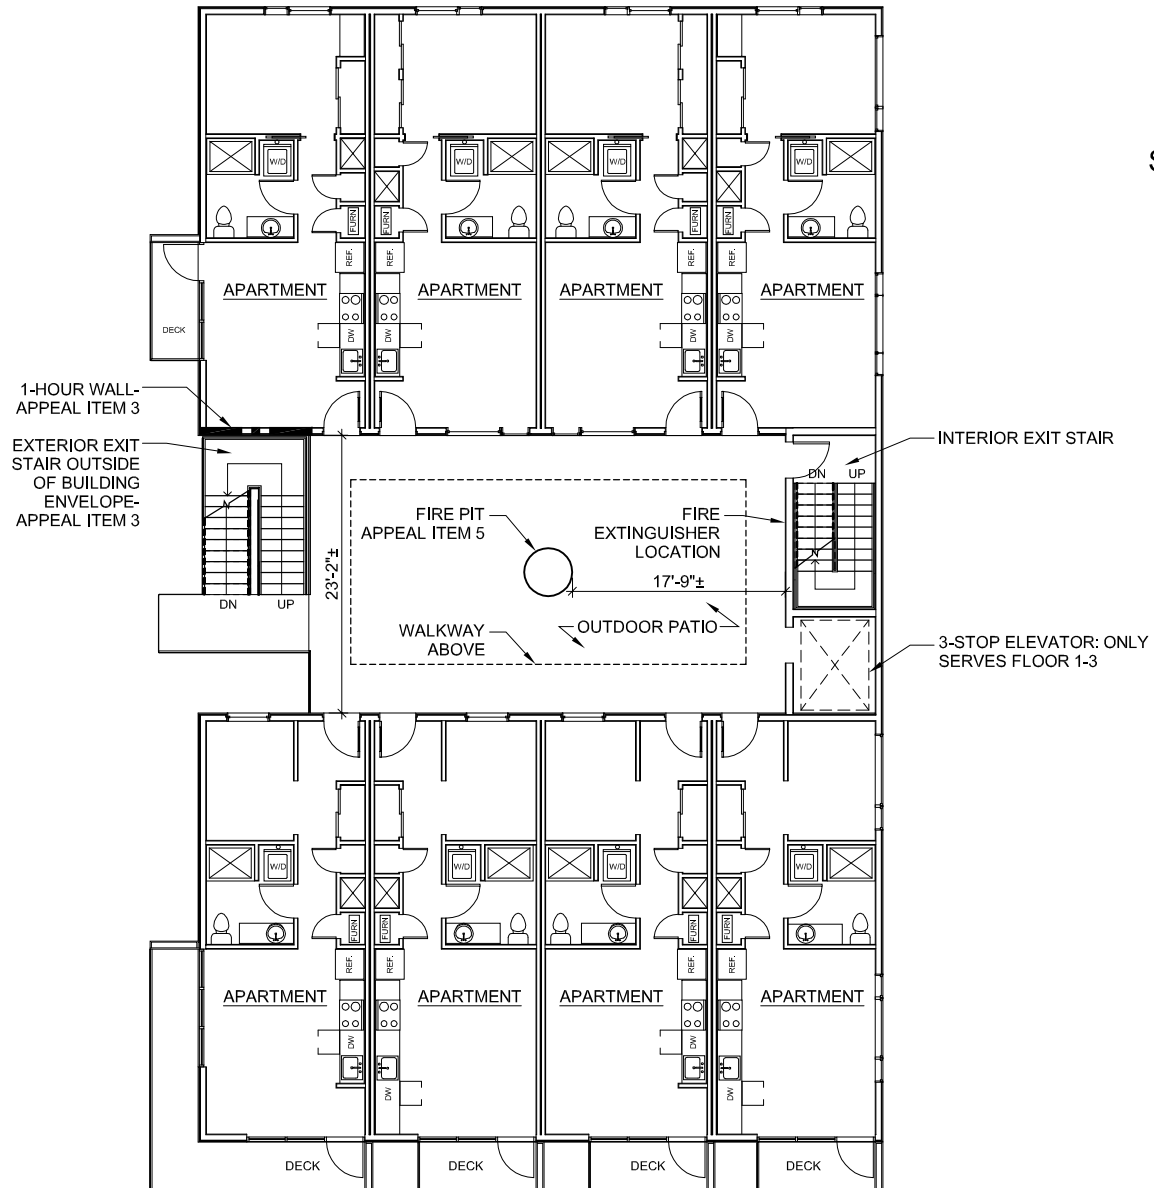 S
W/D
W/D
W/D
W/D
FURN
FURN
FURN
FURN
REF.
REF.
REF.
REF.
APARTMENT
APARTMENT
APARTMENT
APARTMENT
DECK
DW
DW
DW
DW
1-HOUR WALL-
APPEAL ITEM 3
EXTERIOR EXIT
STAIR OUTSIDE
OF BUILDING
ENVELOPE-
APPEAL ITEM 3
INTERIOR EXIT STAIR
DN
UP
FIRE PIT
APPEAL ITEM 5
FIRE
EXTINGUISHER
LOCATION
23'-2"±
17'-9"±
DN
UP
WALKWAY
ABOVE
OUTDOOR PATIO
3-STOP ELEVATOR: ONLY
SERVES FLOOR 1-3
W/D
W/D
W/D
W/D
FURN
FURN
FURN
FURN
REF.
REF.
REF.
REF.
APARTMENT
APARTMENT
APARTMENT
APARTMENT
DW
DW
DW
DW
DECK
DECK
DECK
DECK